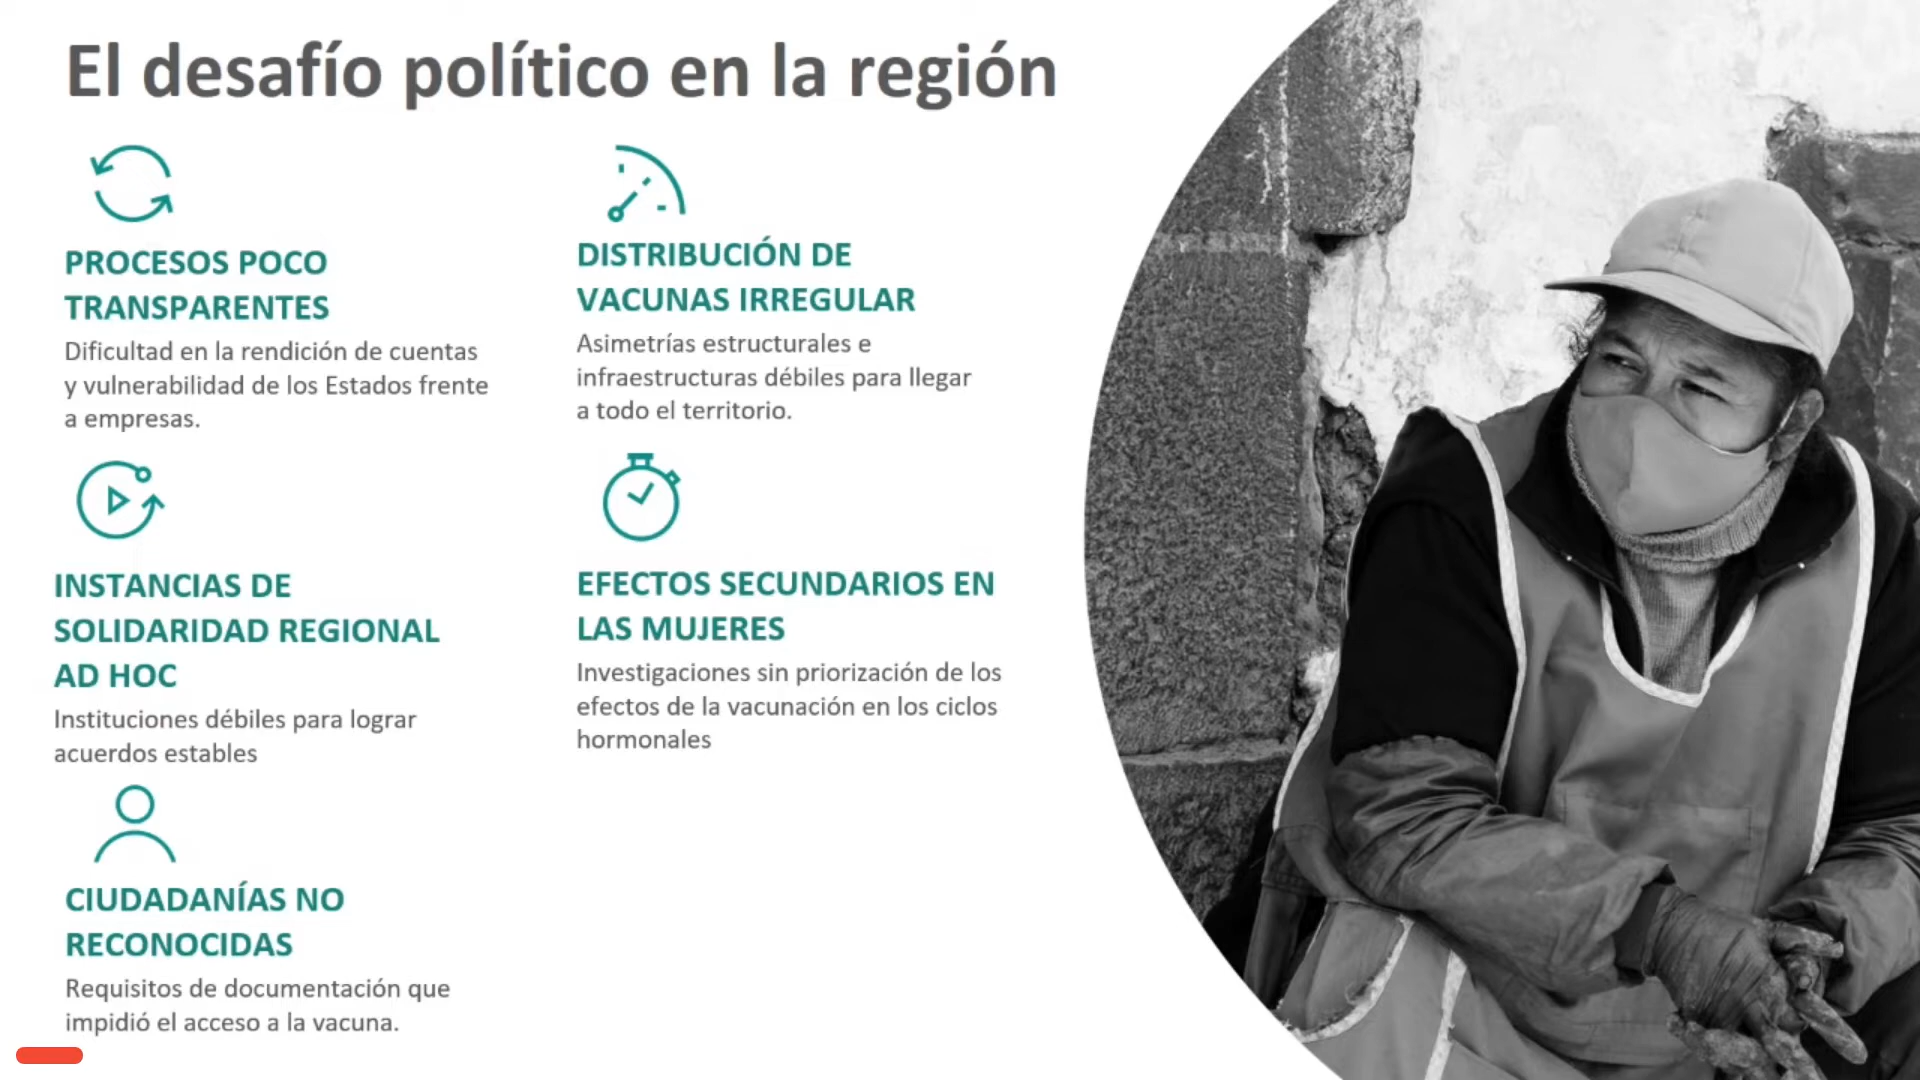 El desafío político en la región
PROCESOS POCO
TRANSPARENTES
Dificultad en la rendición de cuentas
y vulnerabilidad de los Estados frente
a empresas.
DISTRIBUCIÓN DE
VACUNAS IRREGULAR
Asimetrías estructurales e
infraestructuras débiles para llegar
a todo el territorio.
INSTANCIAS DE
SOLIDARIDAD REGIONAL
AD HOC
Instituciones débiles para lograr
acuerdos estables
EFECTOS SECUNDARIOS EN
LAS MUJERES
Investigaciones sin priorización de los
efectos de la vacunación en los ciclos
hormonales
CIUDADANÍAS NO
RECONOCIDAS
Requisitos de documentación que
impidió el acceso a la vacuna.